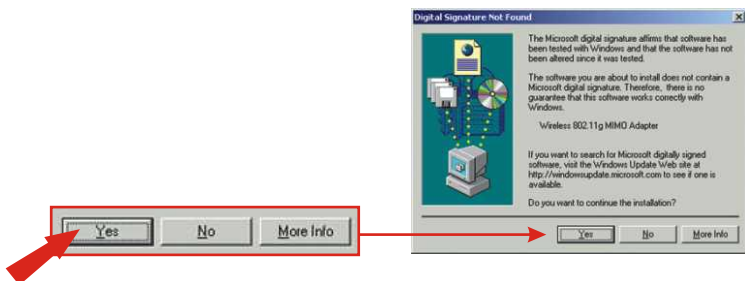 Digital Signature Not Found
The Microsoft digital signature affirms that software has
been tested with Windows and that the software has not
been altered since it was tested.
The software you are about to install does not contain a
Microsoft digital signature. Therefore, there is no
guarantee that this software works correctly with
Windows.
Wireless 802.11g MIMO Adapter
If you want to search for Microsoft digitally signed
software, visit the Windows Update Web site at
http://windowsupdate.microsoft.com to see if one is
available.
Do you want to continue the installation?
Yes No More Info
Yes No More Info